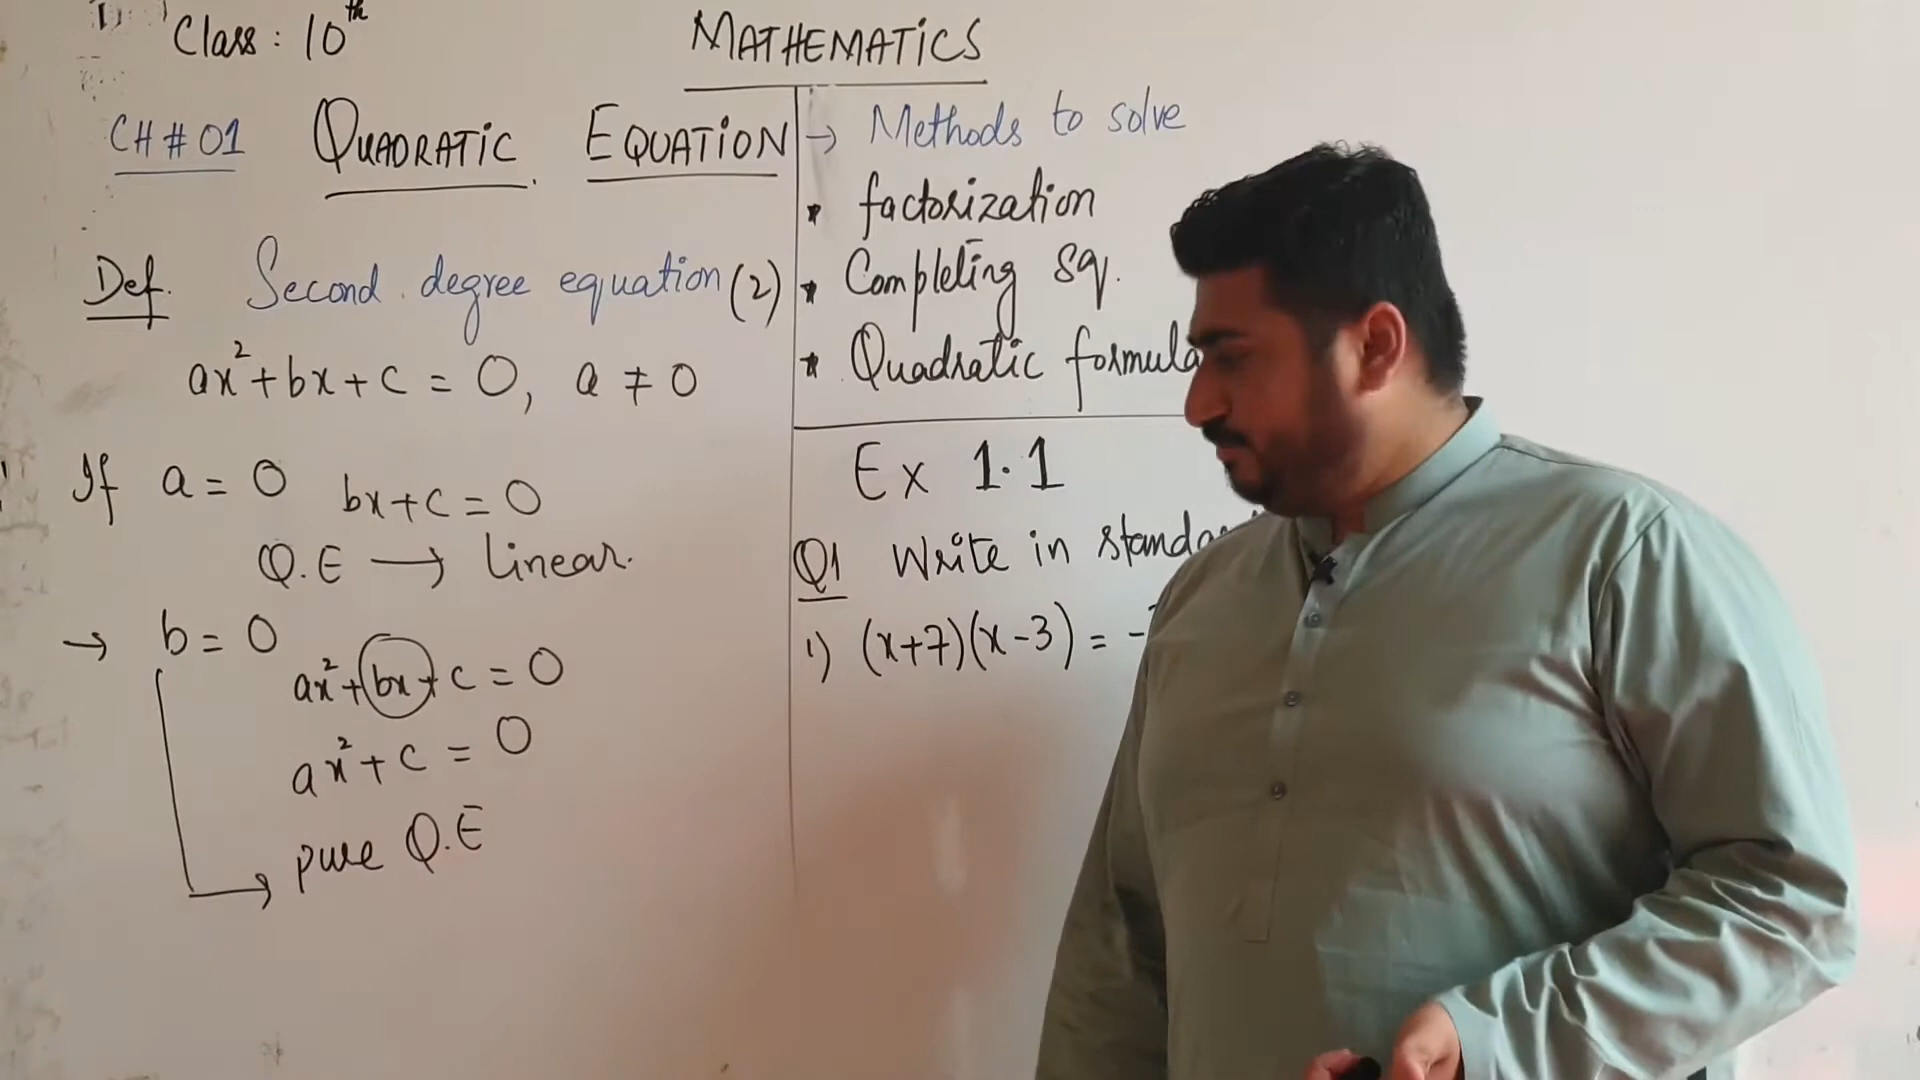 Class : 10th
MATHEMATICS
CH # 01 QUADRATIC EQUATION
Def. Second degree equation (2)
ax²+bx+c = 0, a ≠ 0
If a = 0 bx+c = 0
Q.E → linear.
→ b = 0
ax²+bx+c = 0
ax²+c = 0
pure Q.E
→ Methods to solve
* factorization
* Completing sq.
* Quadratic formula
Ex 1.1
Q1 Write in
1) (x+7)(x-3) = -